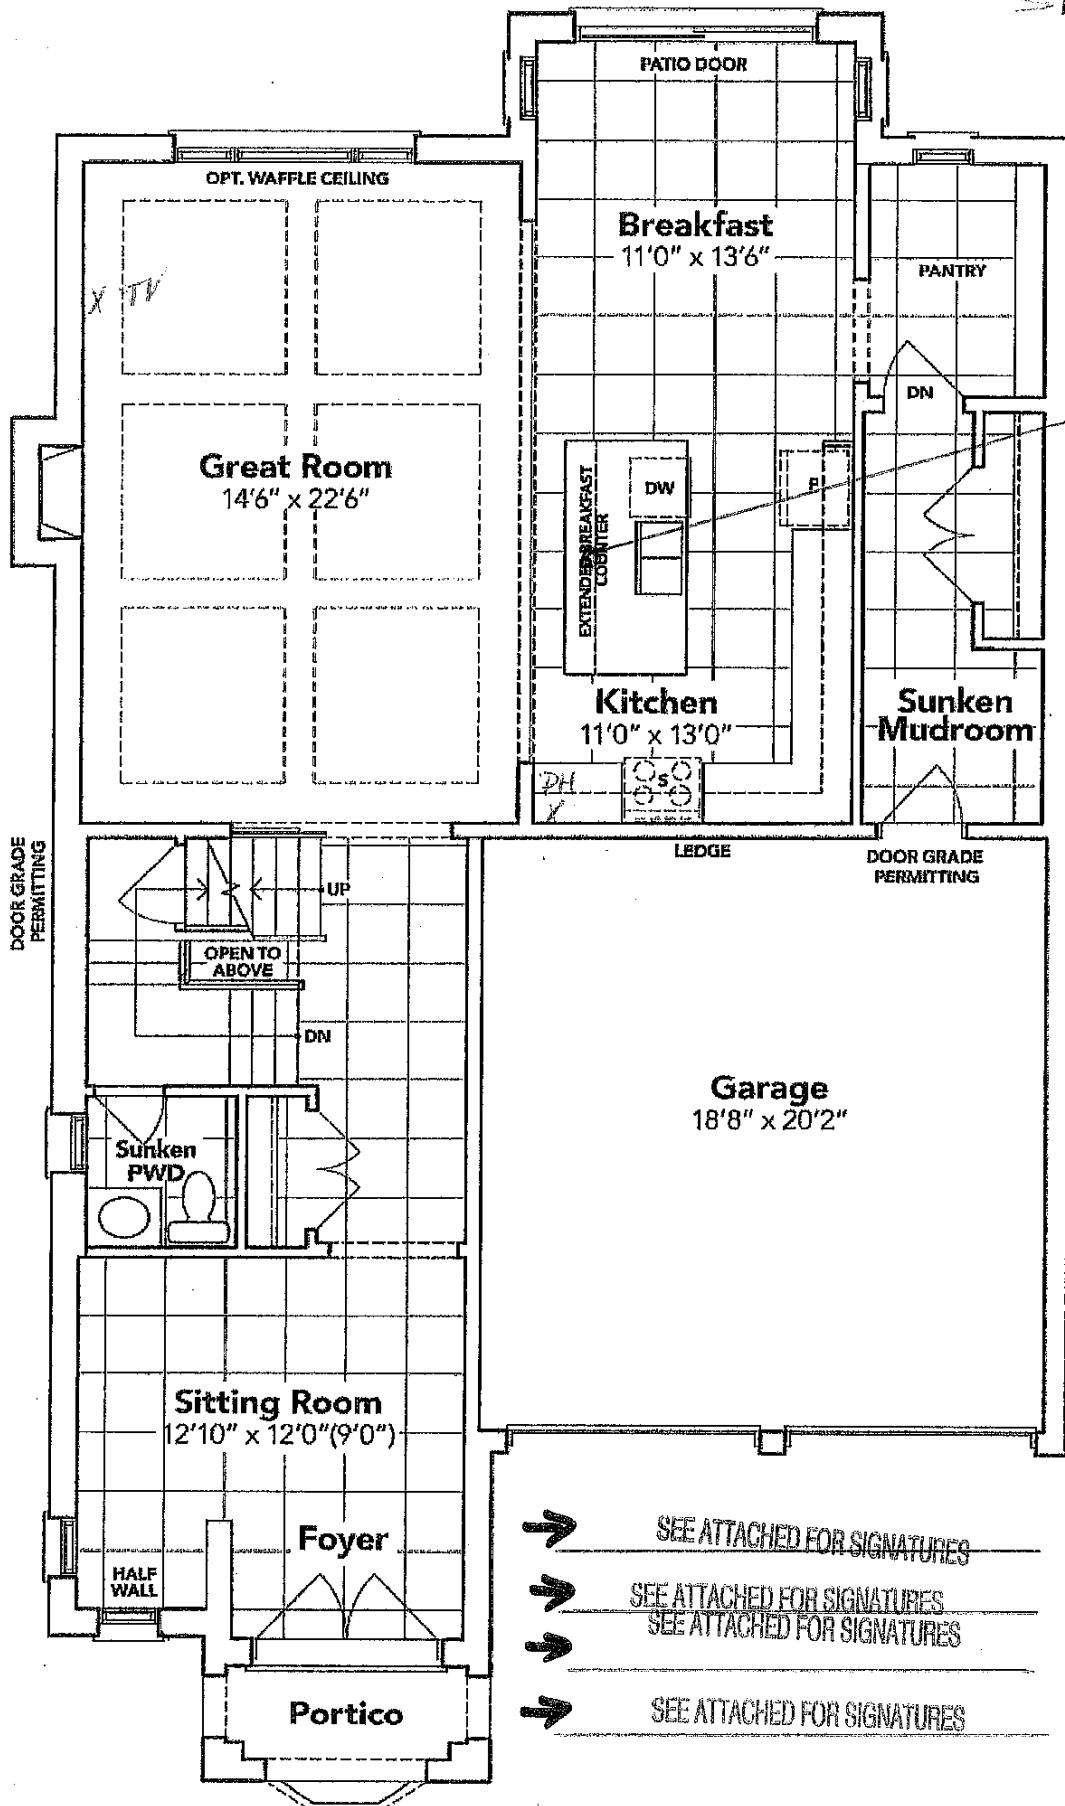 PATIO DOOR
OPT. WAFFLE CEILING
Breakfast
11'0" x 13'6"
PANTRY
X TV
DN
Great Room
14'6" x 22'6"
EXTENDED BREAKFAST
COUNTER
DW
F
Kitchen
11'0" x 13'0"
Sunken
Mudroom
DH
X
S
LEDGE
DOOR GRADE
PERMITTING
DOOR GRADE
PERMITTING
UP
OPEN TO
ABOVE
DN
Garage
18'8" x 20'2"
Sunken
PWD
Sitting Room
12'10" x 12'0"(9'0")
Foyer
HALF
WALL
Portico
SEE ATTACHED FOR SIGNATURES
SEE ATTACHED FOR SIGNATURES
SEE ATTACHED FOR SIGNATURES
SEE ATTACHED FOR SIGNATURES